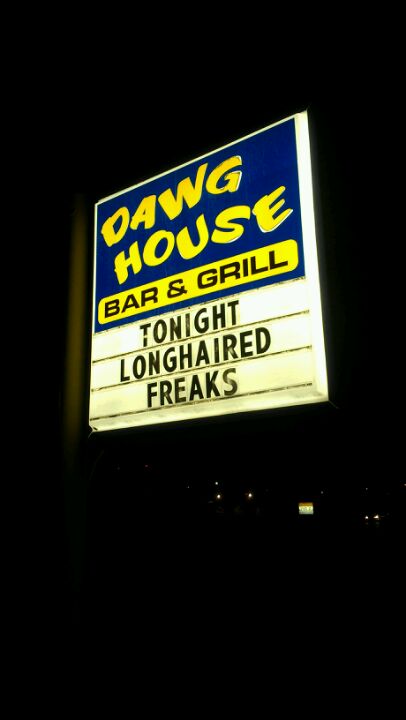 DAWG
HOUSE
BAR & GRILL
TONIGHT
LONGHAIRED
FREAKS